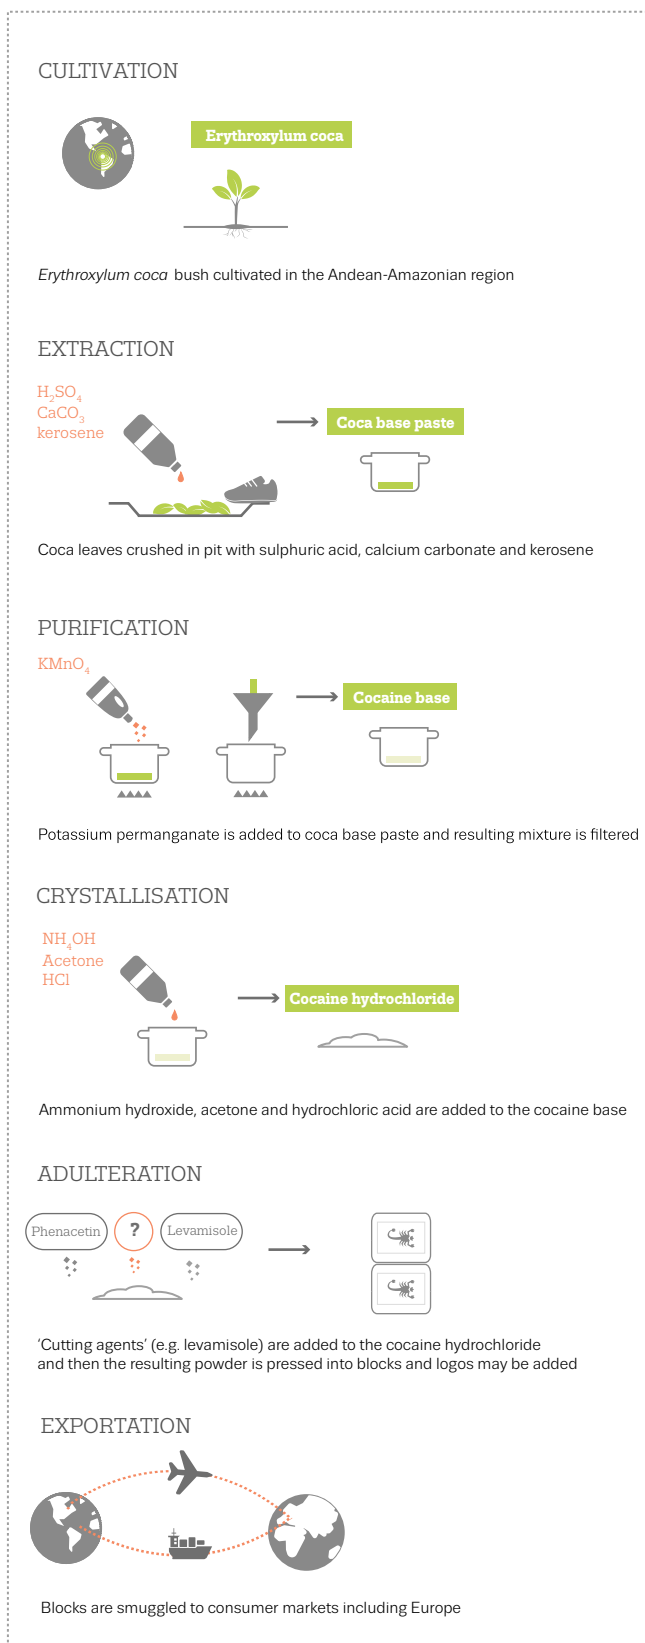 CULTIVATION
Erythroxylum coca
Erythroxylum coca bush cultivated in the Andean-Amazonian region
EXTRACTION
H₂SO₄
CaCO₃
kerosene
Coca base paste
Coca leaves crushed in pit with sulphuric acid, calcium carbonate and kerosene
PURIFICATION
KMnO₄
Cocaine base
Potassium permanganate is added to coca base paste and resulting mixture is filtered
CRYSTALLISATION
NH₄OH
Acetone
HCl
Cocaine hydrochloride
Ammonium hydroxide, acetone and hydrochloric acid are added to the cocaine base
ADULTERATION
Phenacetin
?
Levamisole
‘Cutting agents’ (e.g. levamisole) are added to the cocaine hydrochloride
and then the resulting powder is pressed into blocks and logos may be added
EXPORTATION
Blocks are smuggled to consumer markets including Europe